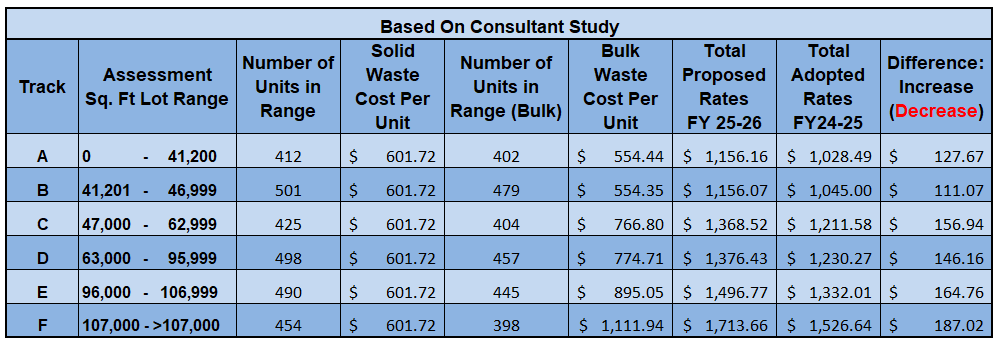 Based On Consultant Study
Track Assessment Sq. Ft Lot Range Number of Units in Range Solid Waste Cost Per Unit Number of Units in Range (Bulk) Bulk Waste Cost Per Unit Total Proposed Rates FY 25-26 Total Adopted Rates FY24-25 Difference: Increase (Decrease)
A 0 - 41,200 412 $ 601.72 402 $ 554.44 $ 1,156.16 $ 1,028.49 $ 127.67
B 41,201 - 46,999 501 $ 601.72 479 $ 554.35 $ 1,156.07 $ 1,045.00 $ 111.07
C 47,000 - 62,999 425 $ 601.72 404 $ 766.80 $ 1,368.52 $ 1,211.58 $ 156.94
D 63,000 - 95,999 498 $ 601.72 457 $ 774.71 $ 1,376.43 $ 1,230.27 $ 146.16
E 96,000 - 106,999 490 $ 601.72 445 $ 895.05 $ 1,496.77 $ 1,332.01 $ 164.76
F 107,000 - >107,000 454 $ 601.72 398 $ 1,111.94 $ 1,713.66 $ 1,526.64 $ 187.02